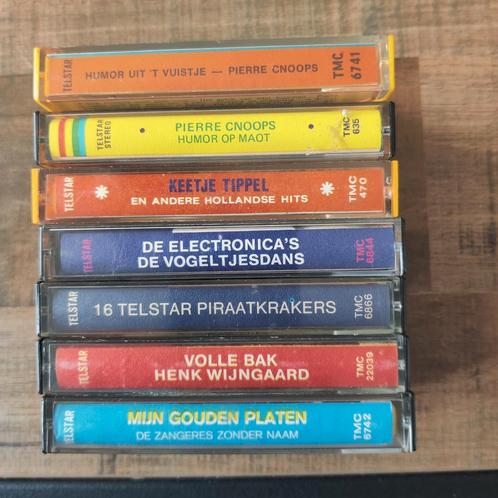 TELSTAR
HUMOR UIT 'T VUISTJE — PIERRE CNOOPS
TMC
6741
TELSTAR
STEREO
• PIERRE CNOOPS •
HUMOR OP MAOT
TMC
635
TELSTAR
KEETJE TIPPEL
EN ANDERE HOLLANDSE HITS
TMC
470
TELSTAR
DE ELECTRONICA'S
DE VOGELTJESDANS
TMC
6844
TELSTAR
16 TELSTAR PIRAATKRAKERS
TMC
6866
TELSTAR
VOLLE BAK
HENK WIJNGAARD
TMC
22039
TELSTAR
MIJN GOUDEN PLATEN
DE ZANGERES ZONDER NAAM
TMC
6742